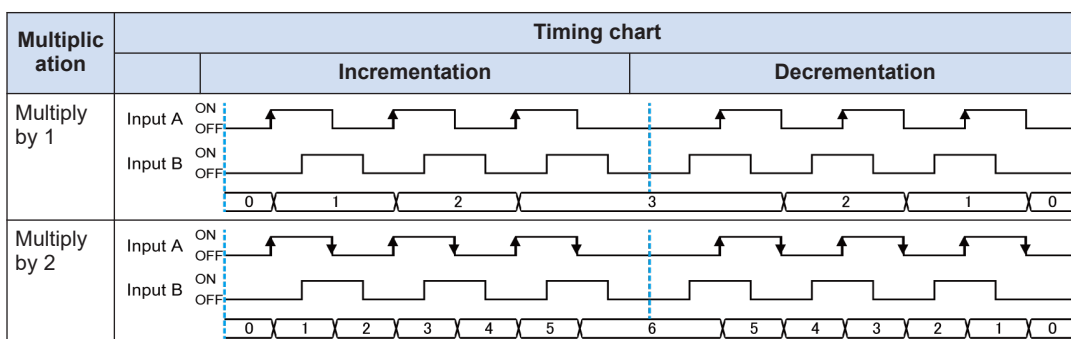 Multiplic
ation
Timing chart
Incrementation
Decrementation
Multiply
by 1
Input A
ON
OFF
Input B
ON
OFF
0 1 2 3 2 1 0
Multiply
by 2
Input A
ON
OFF
Input B
ON
OFF
0 1 2 3 4 5 6 5 4 3 2 1 0